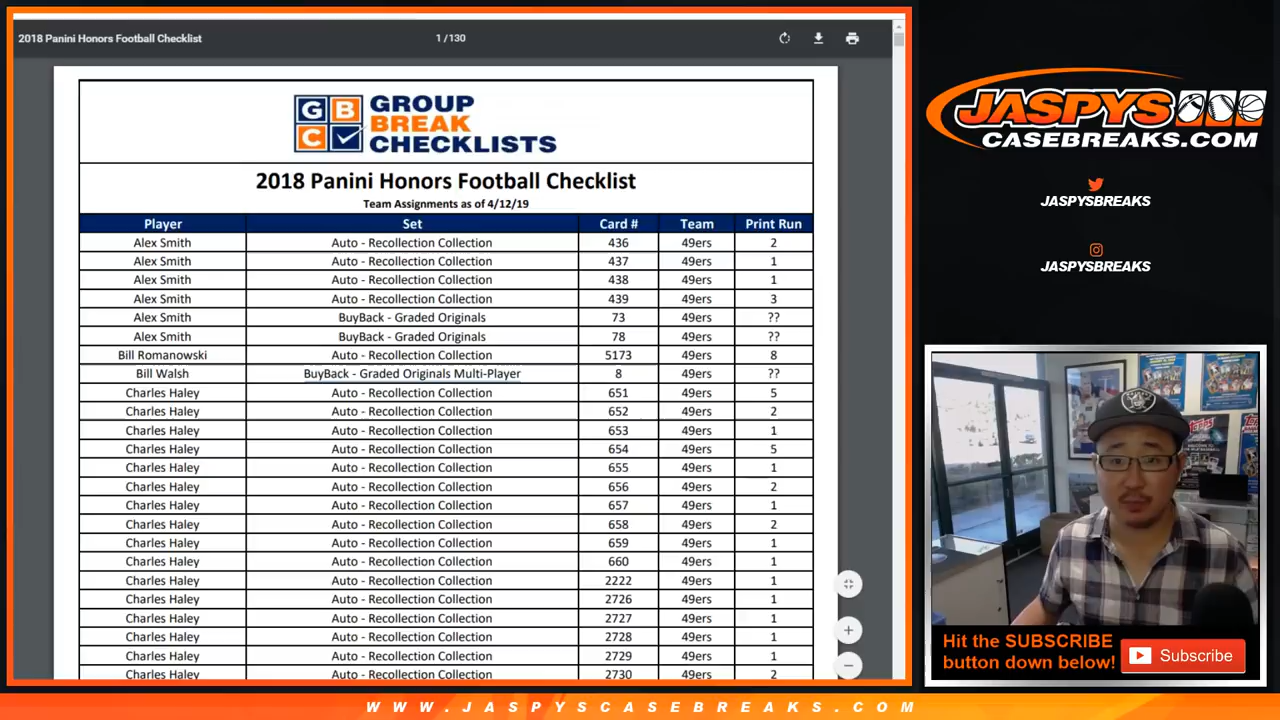 2018 Panini Honors Football Checklist
1 / 130
GBC GROUP BREAK CHECKLISTS
2018 Panini Honors Football Checklist
Team Assignments as of 4/12/19
Player Set Card # Team Print Run
Alex Smith Auto - Recollection Collection 436 49ers 2
Alex Smith Auto - Recollection Collection 437 49ers 1
Alex Smith Auto - Recollection Collection 438 49ers 1
Alex Smith Auto - Recollection Collection 439 49ers 3
Alex Smith BuyBack - Graded Originals 73 49ers ??
Alex Smith BuyBack - Graded Originals 78 49ers ??
Bill Romanowski Auto - Recollection Collection 5173 49ers 8
Bill Walsh BuyBack - Graded Originals Multi-Player 8 49ers ??
Charles Haley Auto - Recollection Collection 651 49ers 5
Charles Haley Auto - Recollection Collection 652 49ers 2
Charles Haley Auto - Recollection Collection 653 49ers 1
Charles Haley Auto - Recollection Collection 654 49ers 5
Charles Haley Auto - Recollection Collection 655 49ers 1
Charles Haley Auto - Recollection Collection 656 49ers 2
Charles Haley Auto - Recollection Collection 657 49ers 1
Charles Haley Auto - Recollection Collection 658 49ers 2
Charles Haley Auto - Recollection Collection 659 49ers 1
Charles Haley Auto - Recollection Collection 660 49ers 1
Charles Haley Auto - Recollection Collection 2222 49ers 1
Charles Haley Auto - Recollection Collection 2726 49ers 1
Charles Haley Auto - Recollection Collection 2727 49ers 1
Charles Haley Auto - Recollection Collection 2728 49ers 1
Charles Haley Auto - Recollection Collection 2729 49ers 1
Charles Haley Auto - Recollection Collection 2730 49ers 2
JASPYS
CASEBREAKS.COM
JASPYSBREAKS
JASPYSBREAKS
Topps
Hit the SUBSCRIBE
button down below!
Subscribe
WWW.JASPYSCASEBREAKS.COM